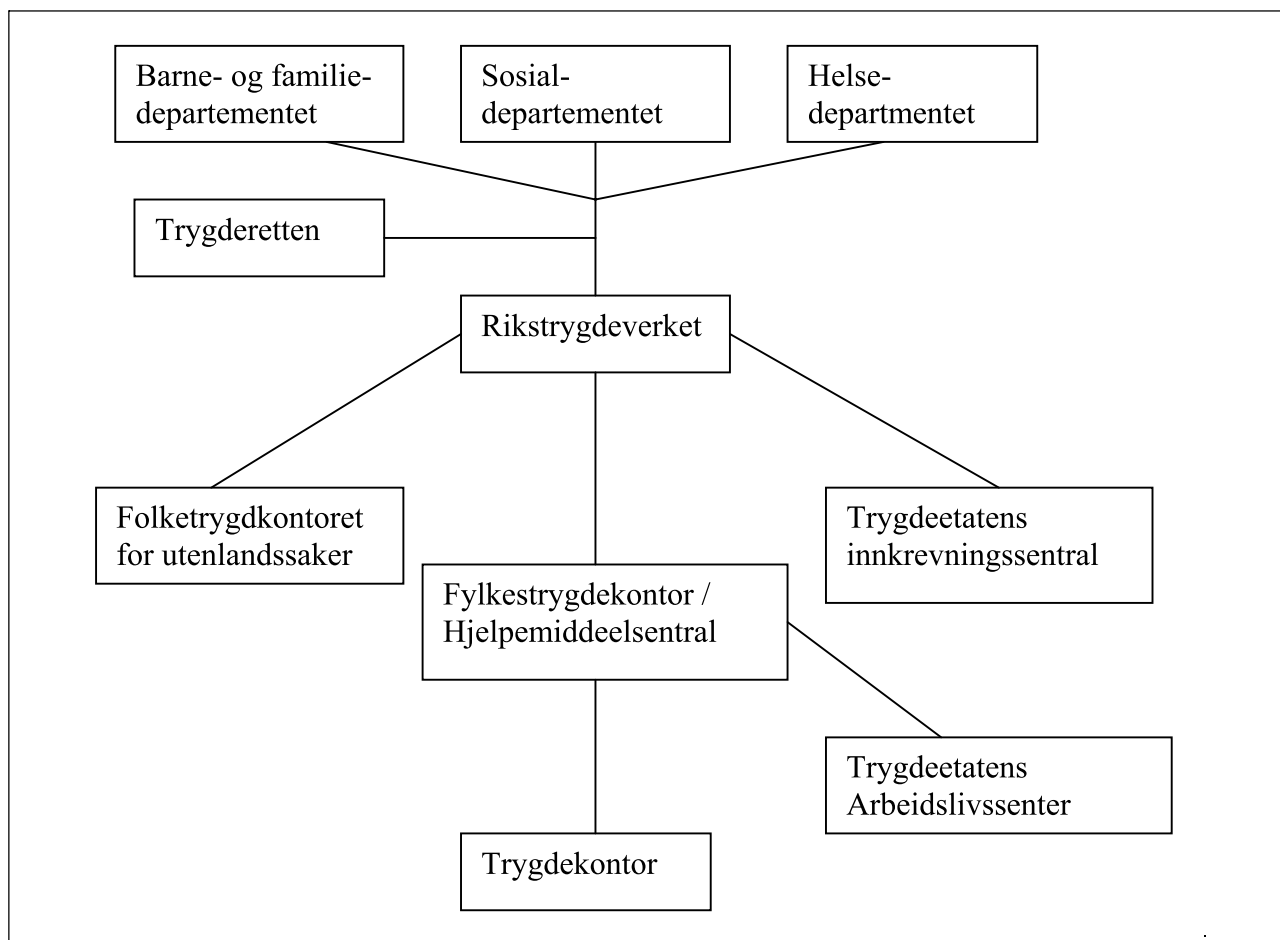 Barne- og familie-
departementet
Sosial-
departementet
Helse-
departmentet
Trygderetten
Rikstrygdeverket
Folketrygdkontoret
for utenlandssaker
Trygdeetatens
innkrevningssentral
Fylkestrygdekontor /
Hjelpemiddeelsentral
Trygdeetatens
Arbeidslivssenter
Trygdekontor